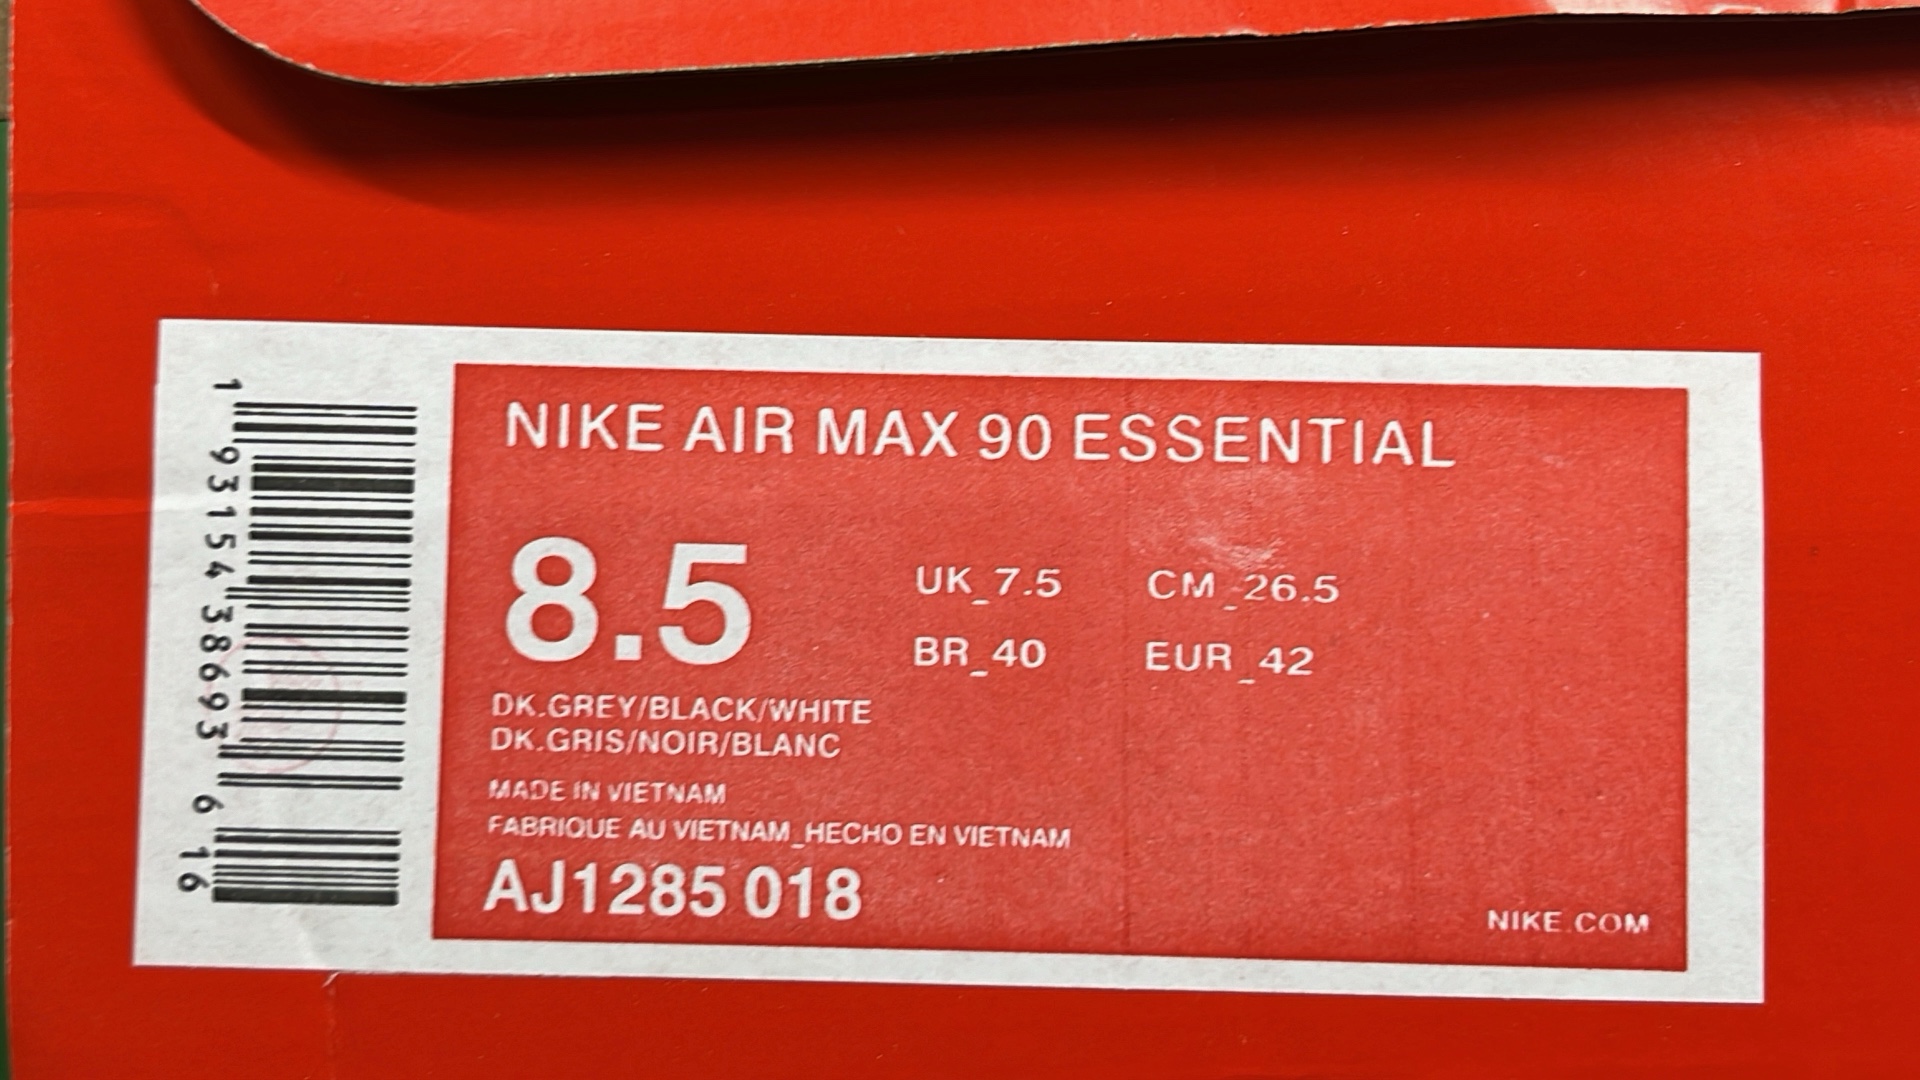 NIKE AIR MAX 90 ESSENTIAL
8.5
UK_7.5 CM_26.5
BR_40 EUR_42
DK.GREY/BLACK/WHITE
DK.GRIS/NOIR/BLANC
MADE IN VIETNAM
FABRIQUE AU VIETNAM_HECHO EN VIETNAM
AJ1285 018
NIKE.COM
1 93154 38693 6 16